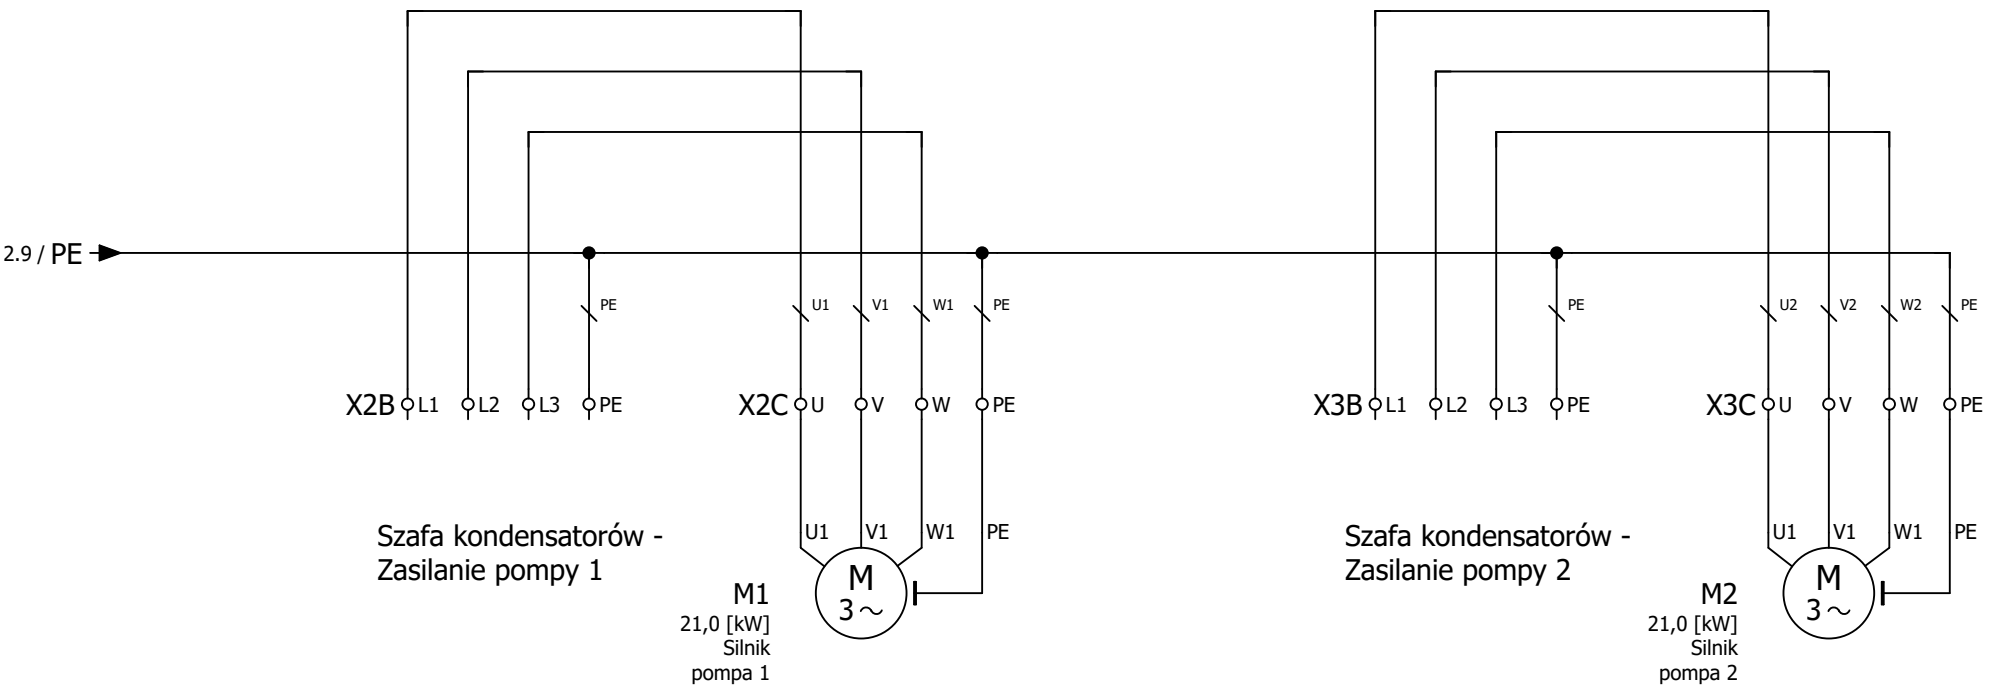 2.9 / PE
PE
U1
V1
W1
PE
PE
U2
V2
W2
PE
X2B L1 L2 L3 PE
X2C U V W PE
X3B L1 L2 L3 PE
X3C U V W PE
Szafa kondensatorów -
Zasilanie pompy 1
U1 V1 W1 PE
M
3~
M1
21,0 [kW]
Silnik
pompa 1
Szafa kondensatorów -
Zasilanie pompy 2
U1 V1 W1 PE
M
3~
M2
21,0 [kW]
Silnik
pompa 2